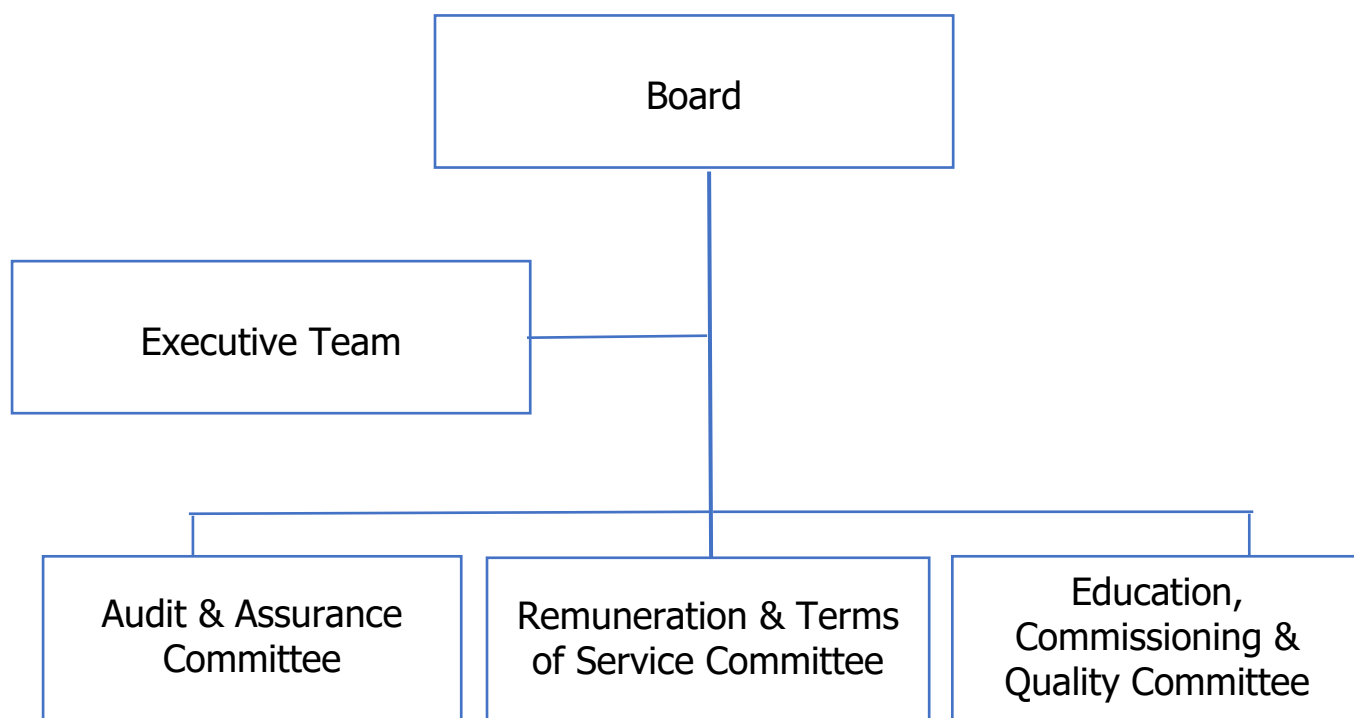 Board
Executive Team
Audit & Assurance
Committee
Remuneration & Terms
of Service Committee
Education,
Commissioning &
Quality Committee